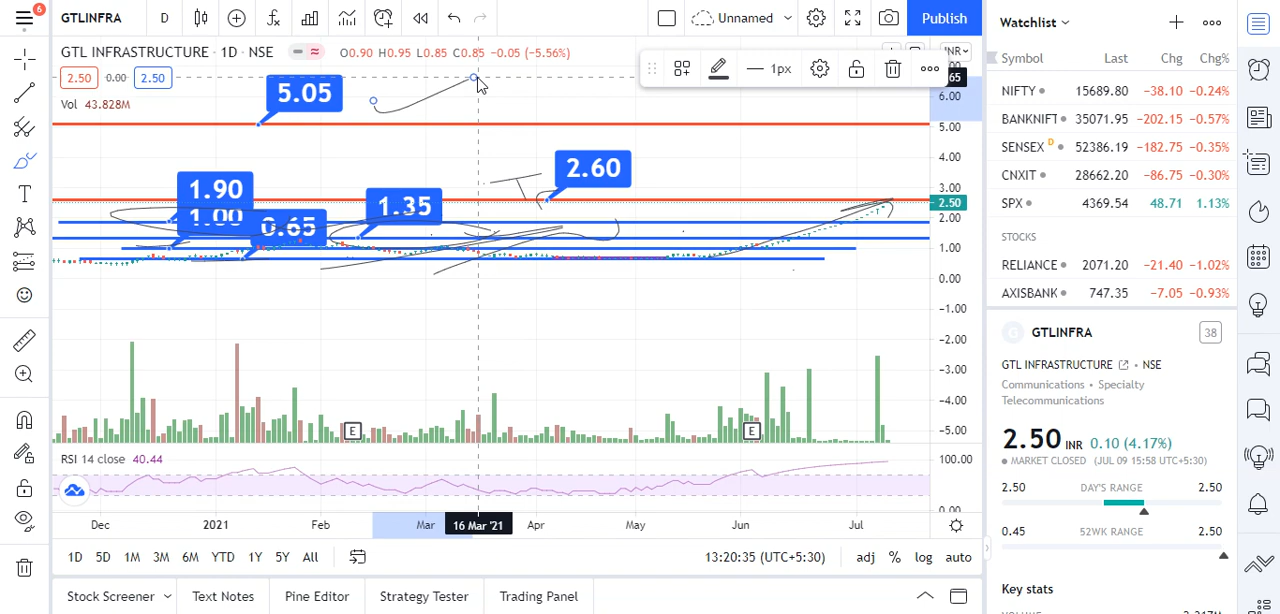 6
GTLINFRA
D
Unnamed
Publish
GTL INFRASTRUCTURE · 1D · NSE
O0.90 H0.95 L0.85 C0.85 -0.05 (-5.56%)
INR
2.50 0.00 2.50
1px
Vol 43.828M
5.05
1.90
1.00
0.65
1.35
2.60
65
6.00
5.00
4.00
3.00
2.50
2.00
1.00
0.00
-1.00
-2.00
-3.00
-4.00
-5.00
E
E
RSI 14 close 40.44
100.00
0.00
Dec
2021
Feb
Mar
16 Mar '21
Apr
May
Jun
Jul
1D 5D 1M 3M 6M YTD 1Y 5Y All
13:20:35 (UTC+5:30)
adj % log auto
Stock Screener
Text Notes
Pine Editor
Strategy Tester
Trading Panel
Watchlist
Symbol Last Chg Chg%
NIFTY 15689.80 −38.10 −0.24%
BANKNIFT 35071.95 −202.15 −0.57%
SENSEX D 52386.19 −182.75 −0.35%
CNXIT 28662.20 −86.75 −0.30%
SPX 4369.54 48.71 1.13%
STOCKS
RELIANCE 2071.20 −21.40 −1.02%
AXISBANK 747.35 −7.05 −0.93%
G
GTLINFRA
38
GTL INFRASTRUCTURE · NSE
Communications • Specialty
Telecommunications
2.50 INR 0.10 (4.17%)
MARKET CLOSED (JUL 09 15:58 UTC+5:30)
2.50 DAY'S RANGE 2.50
0.45 52WK RANGE 2.50
Key stats